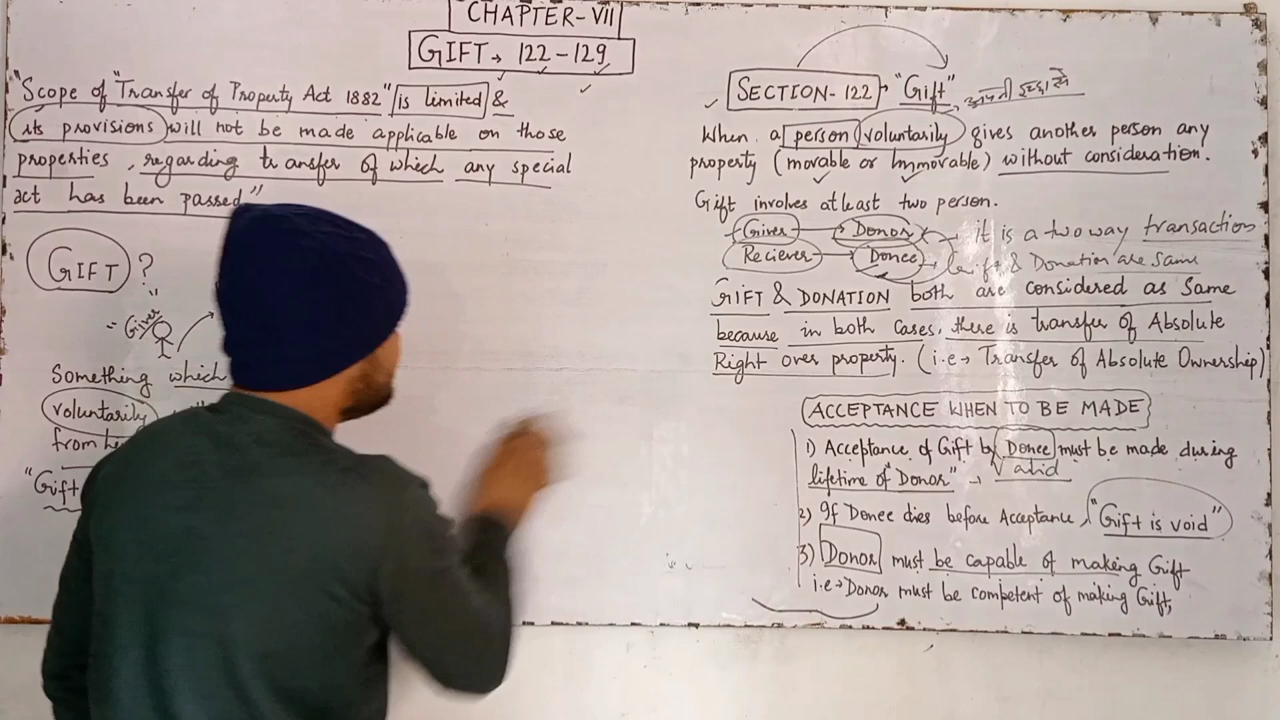 CHAPTER-VII
GIFT → 122-129
"Scope of "Transfer of Property Act 1882" is limited &
its provisions will not be made applicable on those
properties, regarding transfer of which any special
act has been passed"
GIFT ?
"Giver"
Something which
voluntarily
from
"Gift
SECTION-122 → "Gift" → अपनी इच्छा से
When a person voluntarily gives another person any
property (movable or Immovable) without consideration.
Gift involves atleast two person.
Giver → Donor → it is a two way transaction
Reciever → Donee → Gift & Donation are same
GIFT & DONATION both are considered as same
because in both cases, there is transfer of Absolute
Right over property. (i.e → Transfer of Absolute Ownership)
ACCEPTANCE WHEN TO BE MADE
1) Acceptance of Gift by Donee must be made during
lifetime of "Donor" → Valid
2) If Donee dies before Acceptance, "Gift is void"
3) Donor must be capable of making Gift
i.e → Donor must be competent of making Gift,